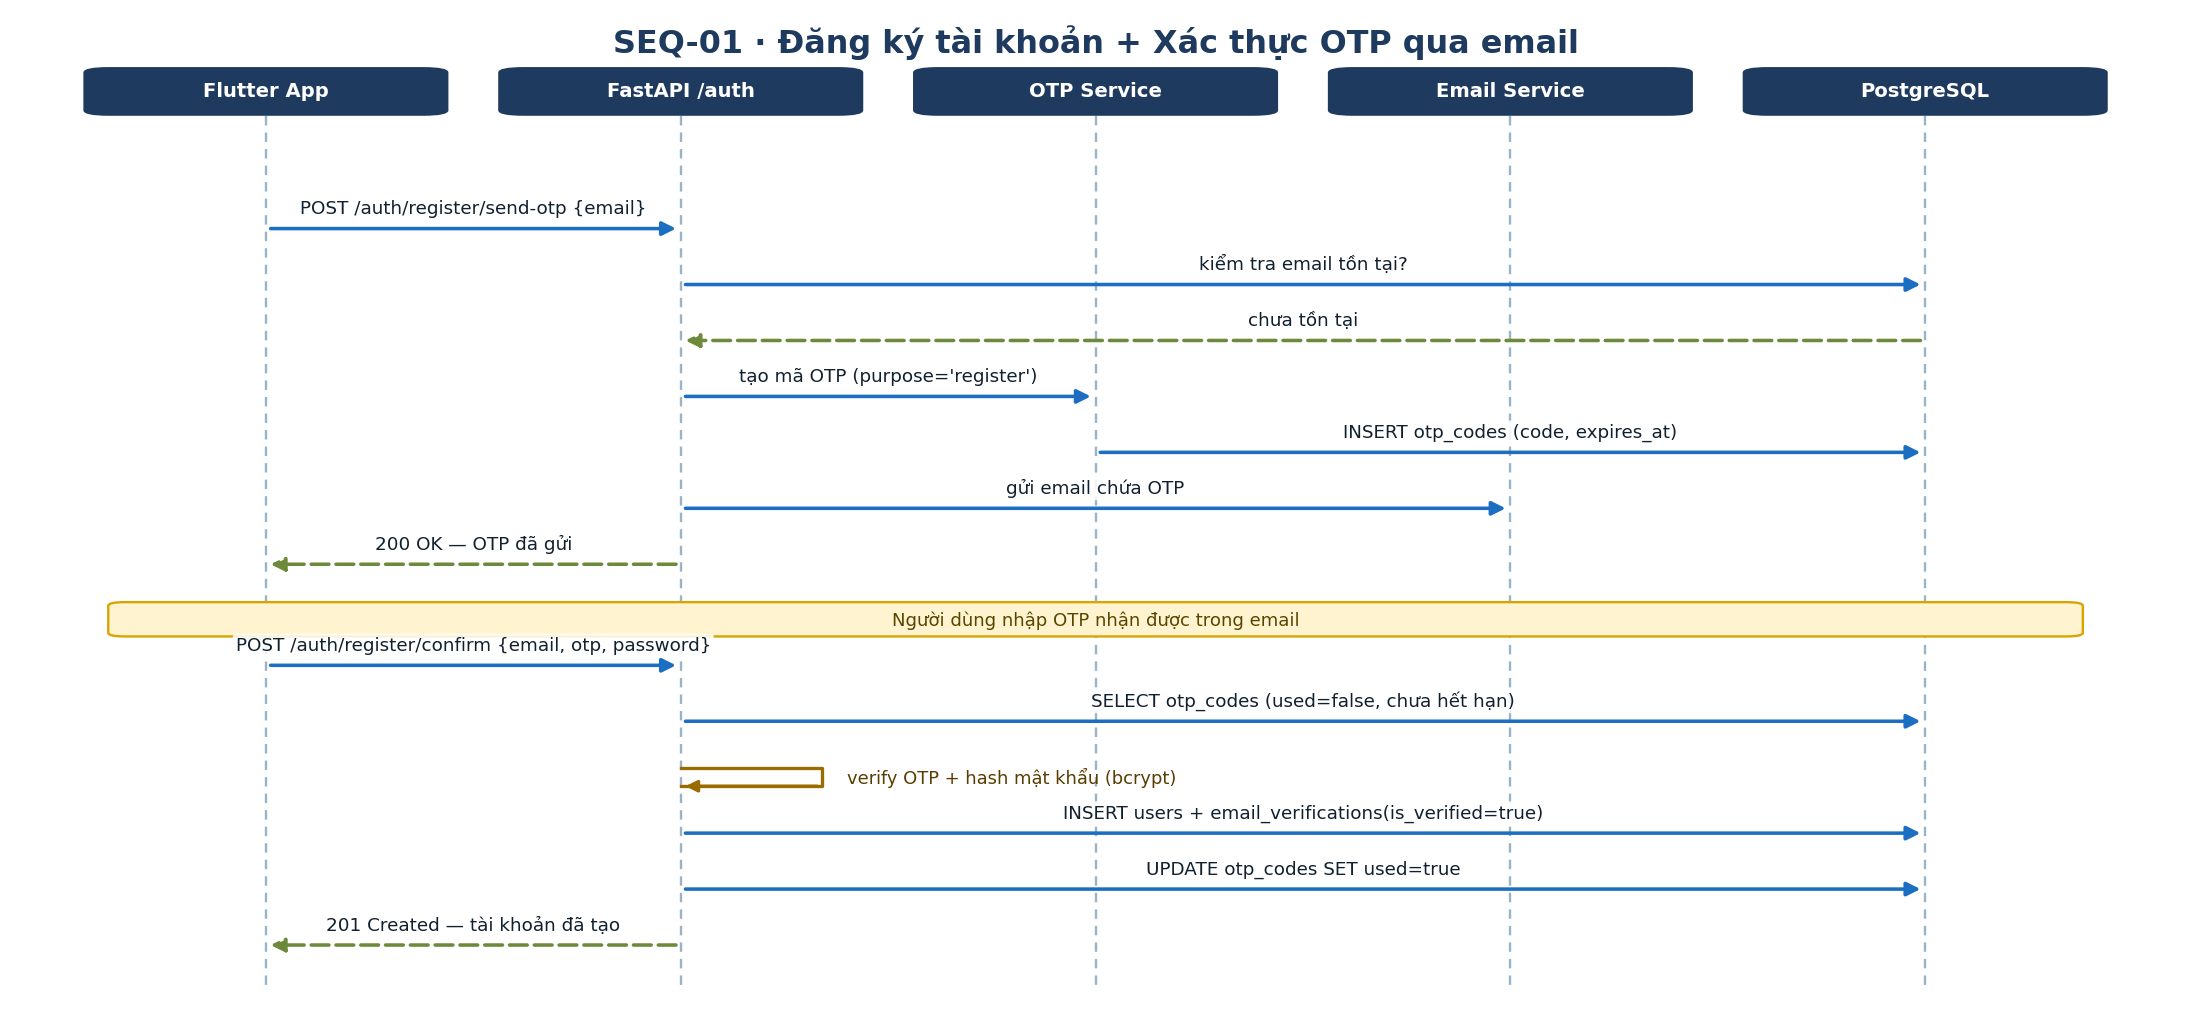 SEQ-01 · Đăng ký tài khoản + Xác thực OTP qua email
Flutter App
FastAPI /auth
OTP Service
Email Service
PostgreSQL
POST /auth/register/send-otp {email}
kiểm tra email tồn tại?
chưa tồn tại
tạo mã OTP (purpose='register')
INSERT otp_codes (code, expires_at)
gửi email chứa OTP
200 OK — OTP đã gửi
Người dùng nhập OTP nhận được trong email
POST /auth/register/confirm {email, otp, password}
SELECT otp_codes (used=false, chưa hết hạn)
verify OTP + hash mật khẩu (bcrypt)
INSERT users + email_verifications(is_verified=true)
UPDATE otp_codes SET used=true
201 Created — tài khoản đã tạo